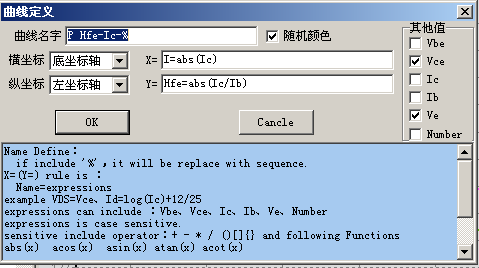 曲线定义
曲线名字 P Hfe-Ic-% 随机颜色 其他值
Vbe
横坐标 底坐标轴 X= I=abs(Ic) Vce
Ic
纵坐标 左坐标轴 Y= Hfe=abs(Ic/Ib)
Ib
OK Cancle Ve
Number
Name Define：
if include '%', it will be replace with sequence.
X=(Y=) rule is ：
Name=expressions
example VDS=Vce、Id=log(Ic)+12/25
expressions can include ：Vbe、Vce、Ic、Ib、Ve、Number
expressions is case sensitive.
sensitive include operator：+ - * / ()[]{} and following Functions
abs(x) acos(x) asin(x) atan(x) acot(x)